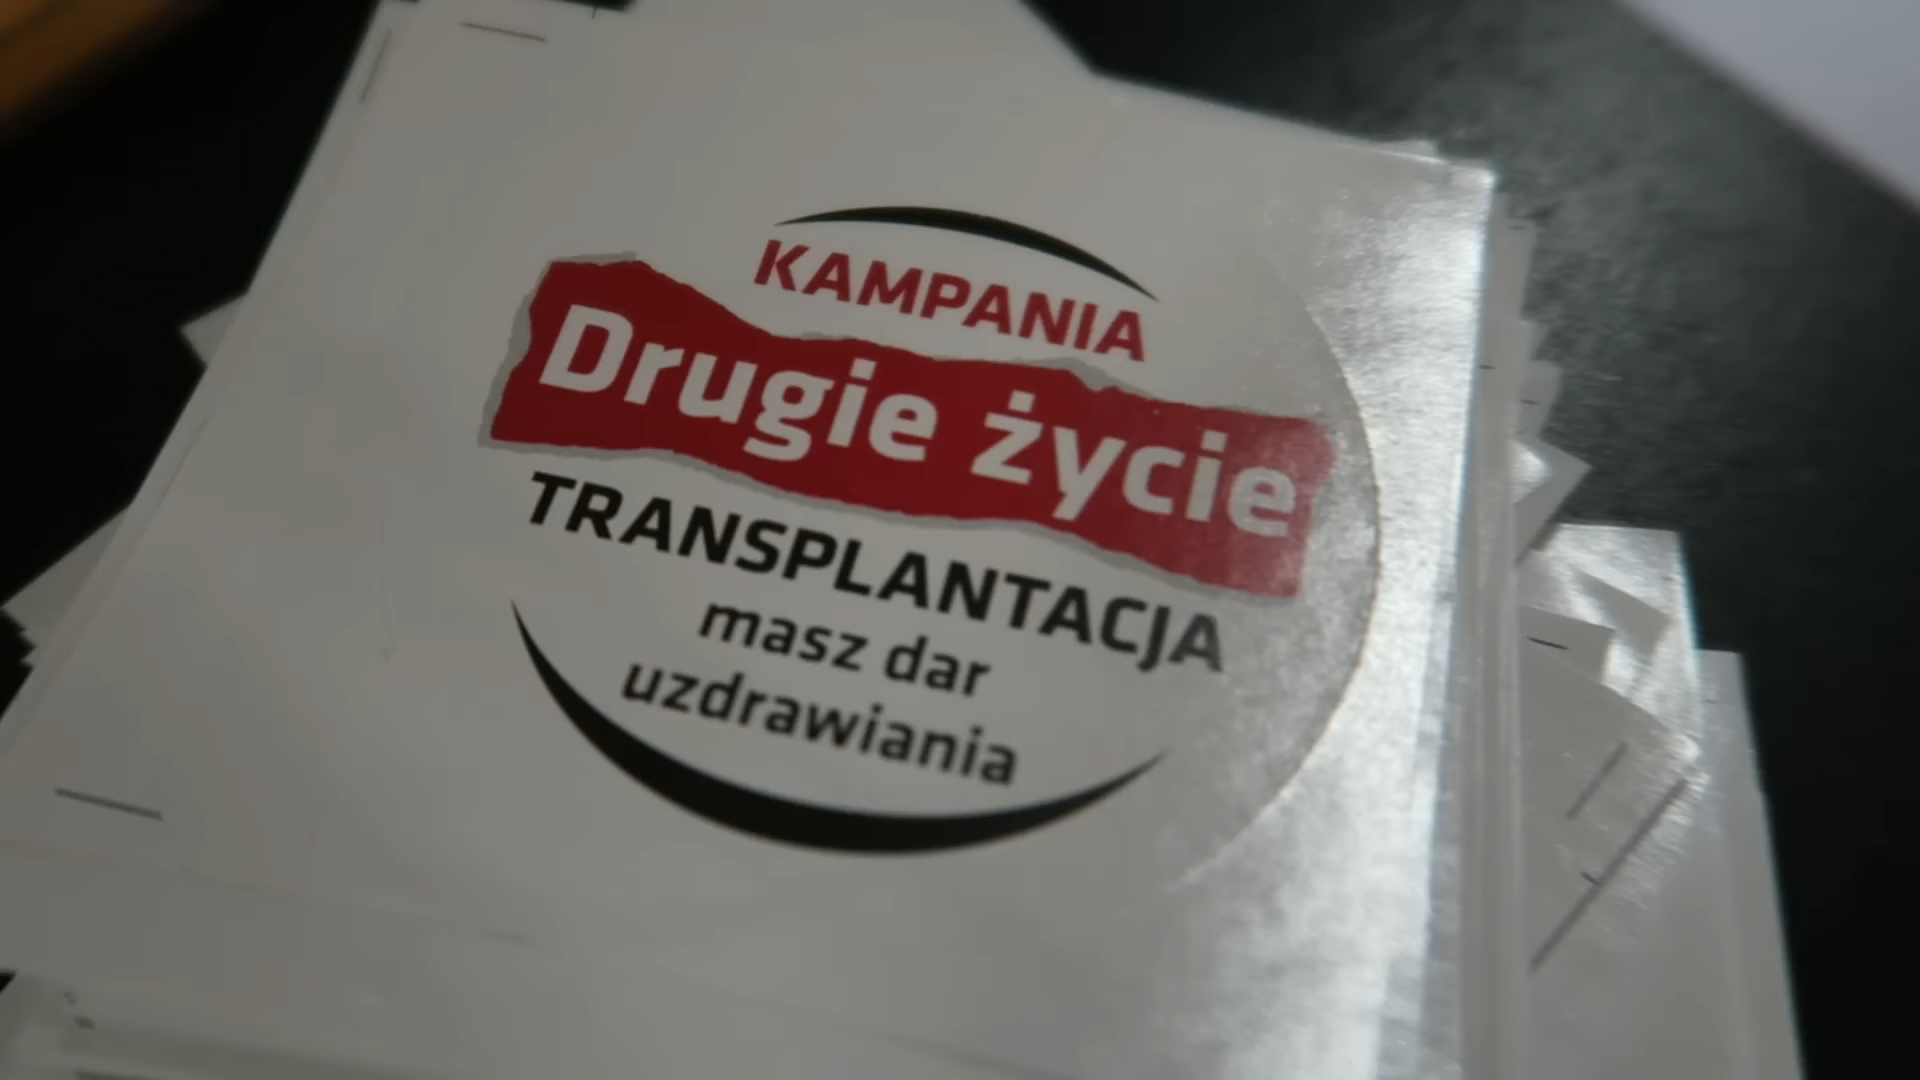 KAMPANIA
Drugie życie
TRANSPLANTACJA
masz dar
uzdrawiania